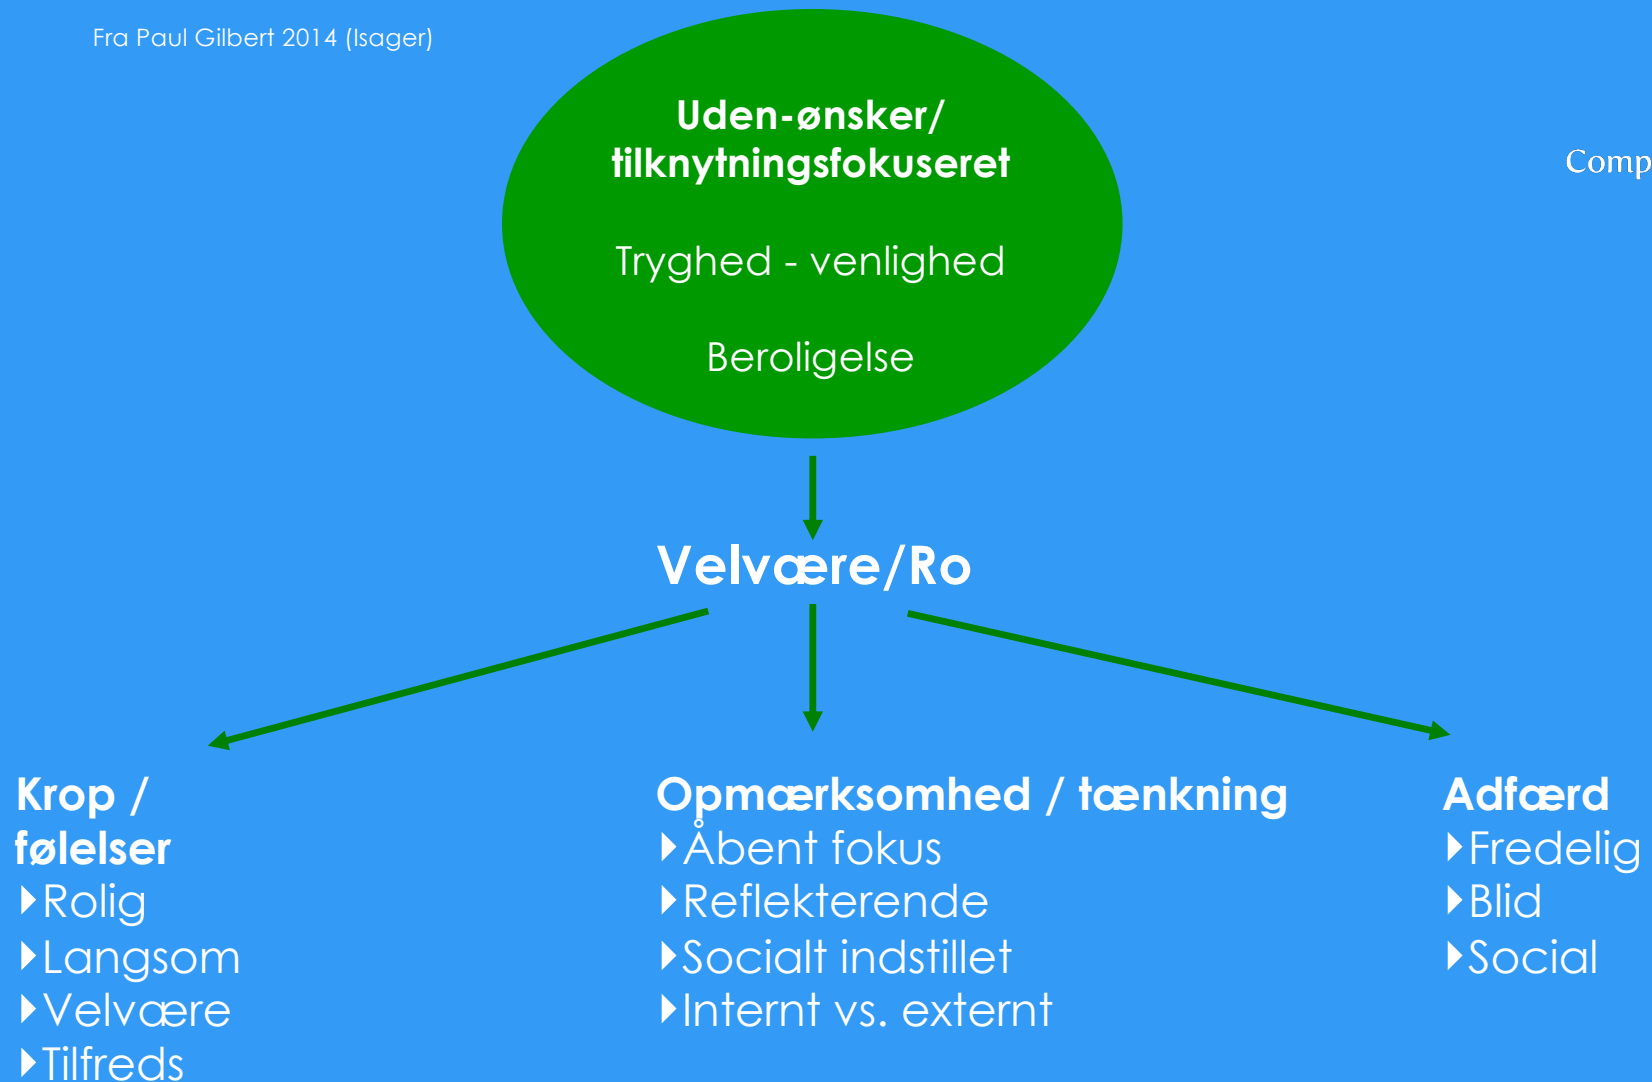 Fra Paul Gilbert 2014 (Isager)
Uden-ønsker/
tilknytningsfokuseret
Comp
Tryghed - venlighed
Beroligelse
Velvære/Ro
Krop /
følelser
Rolig
Langsom
Velvære
Tilfreds
Opmærksomhed / tænkning
Åbent fokus
Reflekterende
Socialt indstillet
Internt vs. externt
Adfærd
Fredelig
Blid
Social